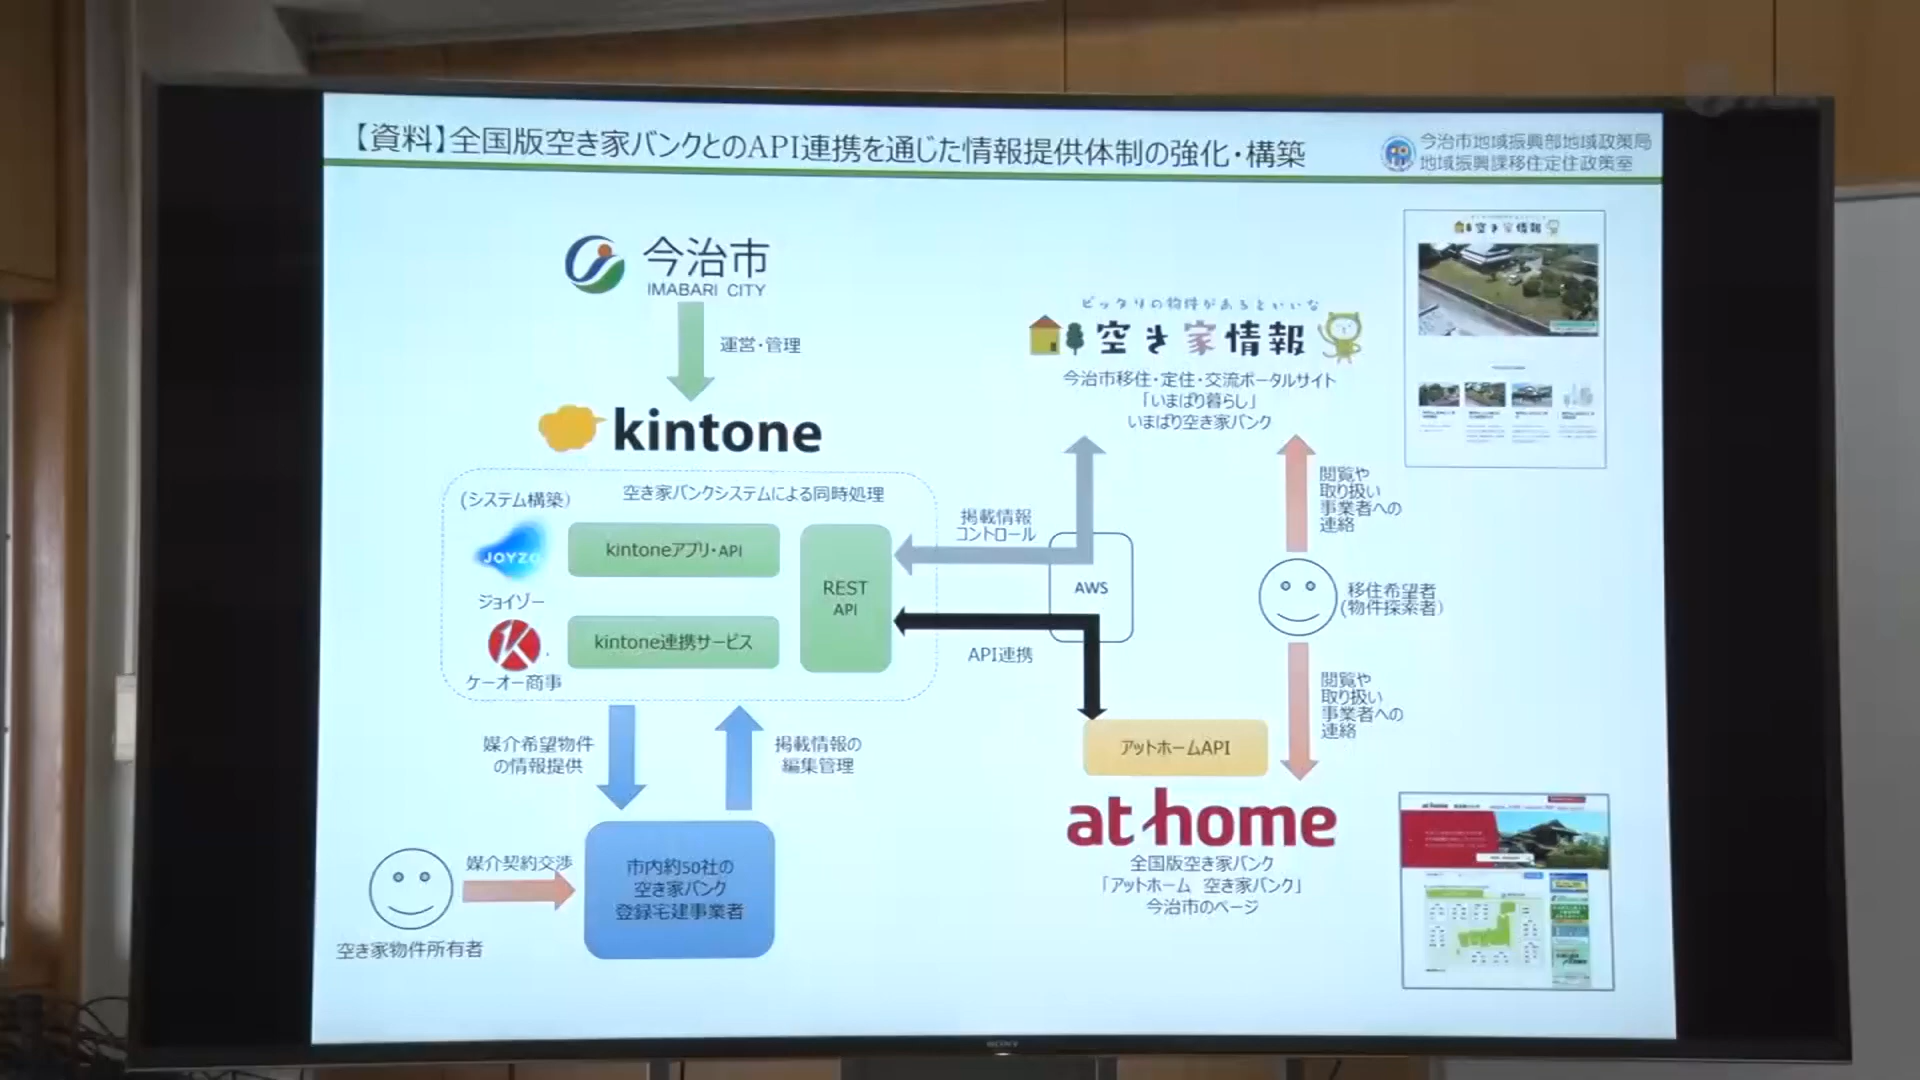 【資料】全国版空き家バンクとのAPI連携を通じた情報提供体制の強化・構築
今治市地域振興部地域政策局
地域振興課移住定住政策室
今治市
IMABARI CITY
運営・管理
kintone
(システム構築)
空き家バンクシステムによる同時処理
JOYZO
ジョイゾー
kintoneアプリ・API
K
ケーオー商事
kintone連携サービス
REST
API
掲載情報
コントロール
API連携
AWS
ピッタリの物件があるといいな
空き家情報
今治市移住・定住・交流ポータルサイト
「いまばり暮らし」
いまばり空き家バンク
閲覧や
取り扱い
事業者への
連絡
移住希望者
(物件探索者)
閲覧や
取り扱い
事業者への
連絡
アットホームAPI
at home
全国版空き家バンク
「アットホーム 空き家バンク」
今治市のページ
媒介希望物件
の情報提供
掲載情報の
編集管理
媒介契約交渉
空き家物件所有者
市内約50社の
空き家バンク
登録宅建事業者
空き家情報
at home
SONY